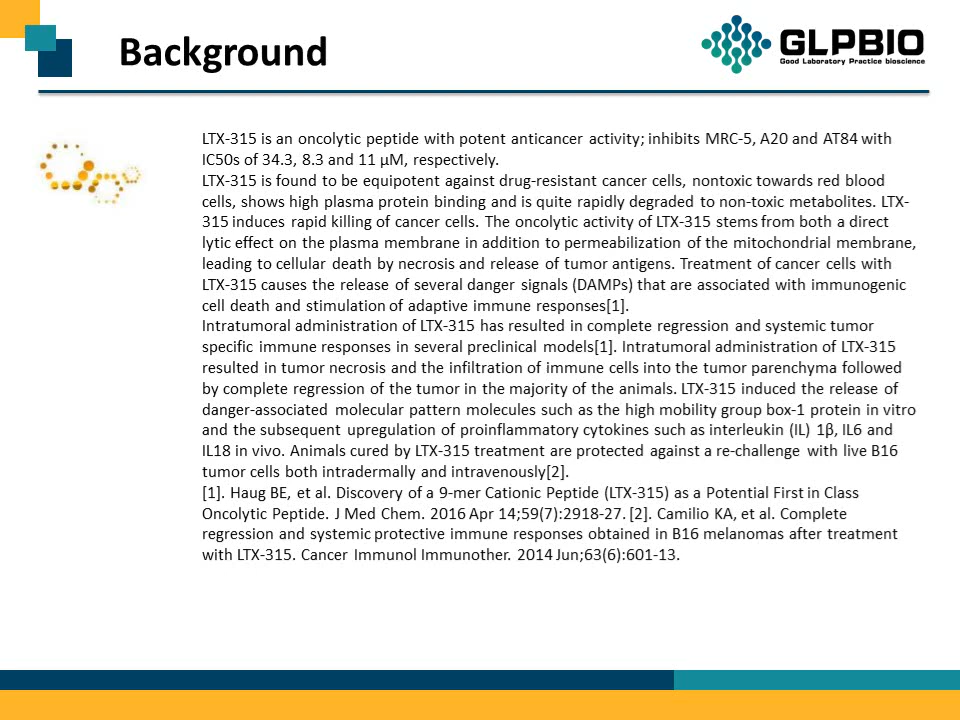 Background
GLPBIO
Good Laboratory Practice bioscience
LTX-315 is an oncolytic peptide with potent anticancer activity; inhibits MRC-5, A20 and AT84 with
IC50s of 34.3, 8.3 and 11 μM, respectively.
LTX-315 is found to be equipotent against drug-resistant cancer cells, nontoxic towards red blood
cells, shows high plasma protein binding and is quite rapidly degraded to non-toxic metabolites. LTX-
315 induces rapid killing of cancer cells. The oncolytic activity of LTX-315 stems from both a direct
lytic effect on the plasma membrane in addition to permeabilization of the mitochondrial membrane,
leading to cellular death by necrosis and release of tumor antigens. Treatment of cancer cells with
LTX-315 causes the release of several danger signals (DAMPs) that are associated with immunogenic
cell death and stimulation of adaptive immune responses[1].
Intratumoral administration of LTX-315 has resulted in complete regression and systemic tumor
specific immune responses in several preclinical models[1]. Intratumoral administration of LTX-315
resulted in tumor necrosis and the infiltration of immune cells into the tumor parenchyma followed
by complete regression of the tumor in the majority of the animals. LTX-315 induced the release of
danger-associated molecular pattern molecules such as the high mobility group box-1 protein in vitro
and the subsequent upregulation of proinflammatory cytokines such as interleukin (IL) 1β, IL6 and
IL18 in vivo. Animals cured by LTX-315 treatment are protected against a re-challenge with live B16
tumor cells both intradermally and intravenously[2].
[1]. Haug BE, et al. Discovery of a 9-mer Cationic Peptide (LTX-315) as a Potential First in Class
Oncolytic Peptide. J Med Chem. 2016 Apr 14;59(7):2918-27. [2]. Camilio KA, et al. Complete
regression and systemic protective immune responses obtained in B16 melanomas after treatment
with LTX-315. Cancer Immunol Immunother. 2014 Jun;63(6):601-13.